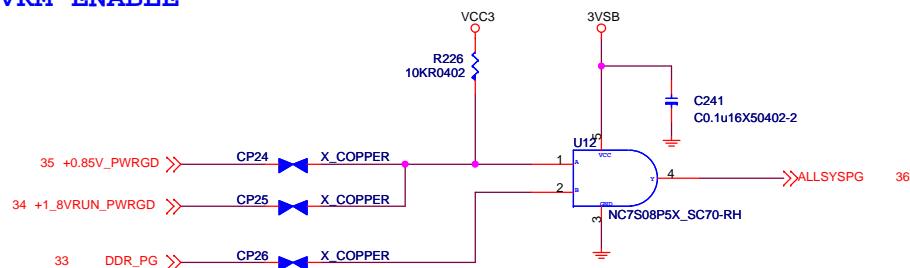 VRM ENABLE
VCC3 3VSB
R226
10KR0402
C241
C0.1u16X50402-2
U12
5
VCC
35 +0.85V_PWRGD CP24 X_COPPER 1 A
Y 4 ALLSYSPG 36
2 B
34 +1_8VRUN_PWRGD CP25 X_COPPER
GND
3
NC7S08P5X_SC70-RH
33 DDR_PG CP26 X_COPPER